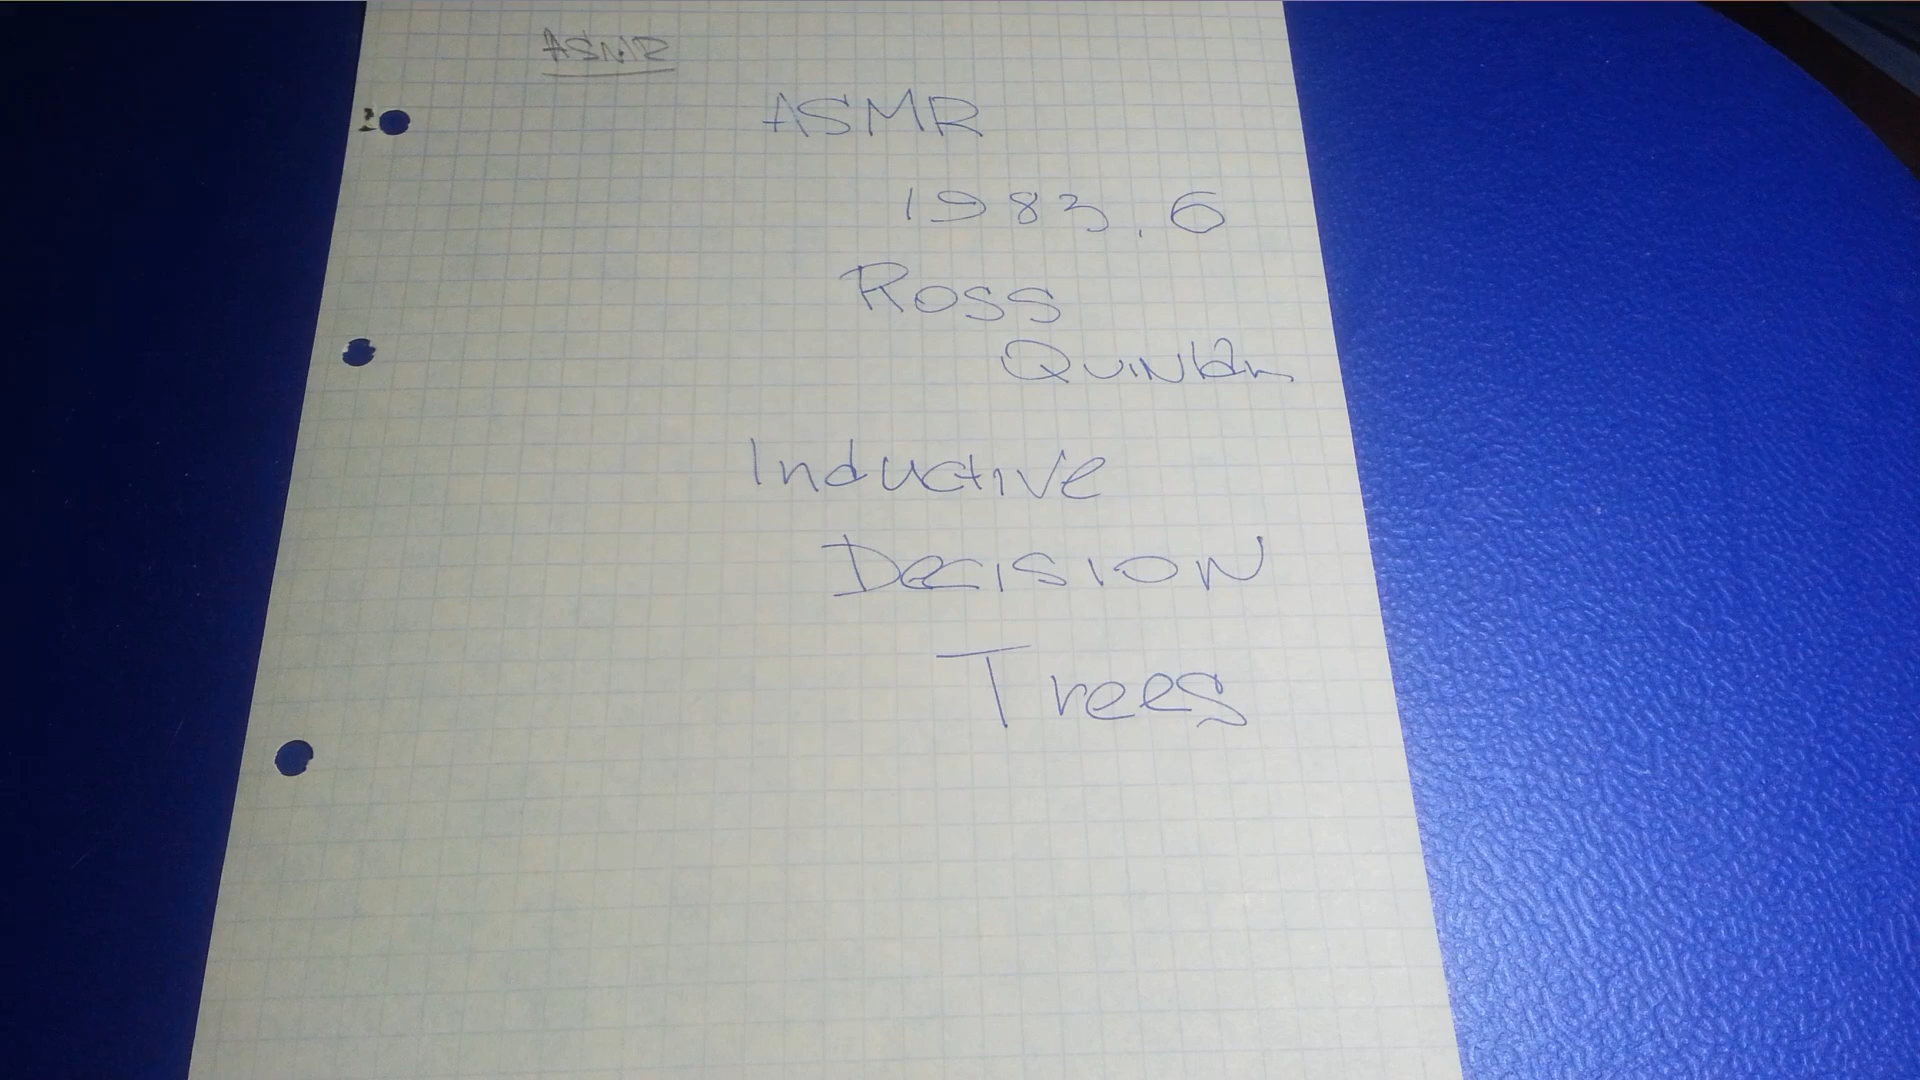 ASMR
ASMR
1983.6
Ross
Quinlan
Inductive
Decision
Trees